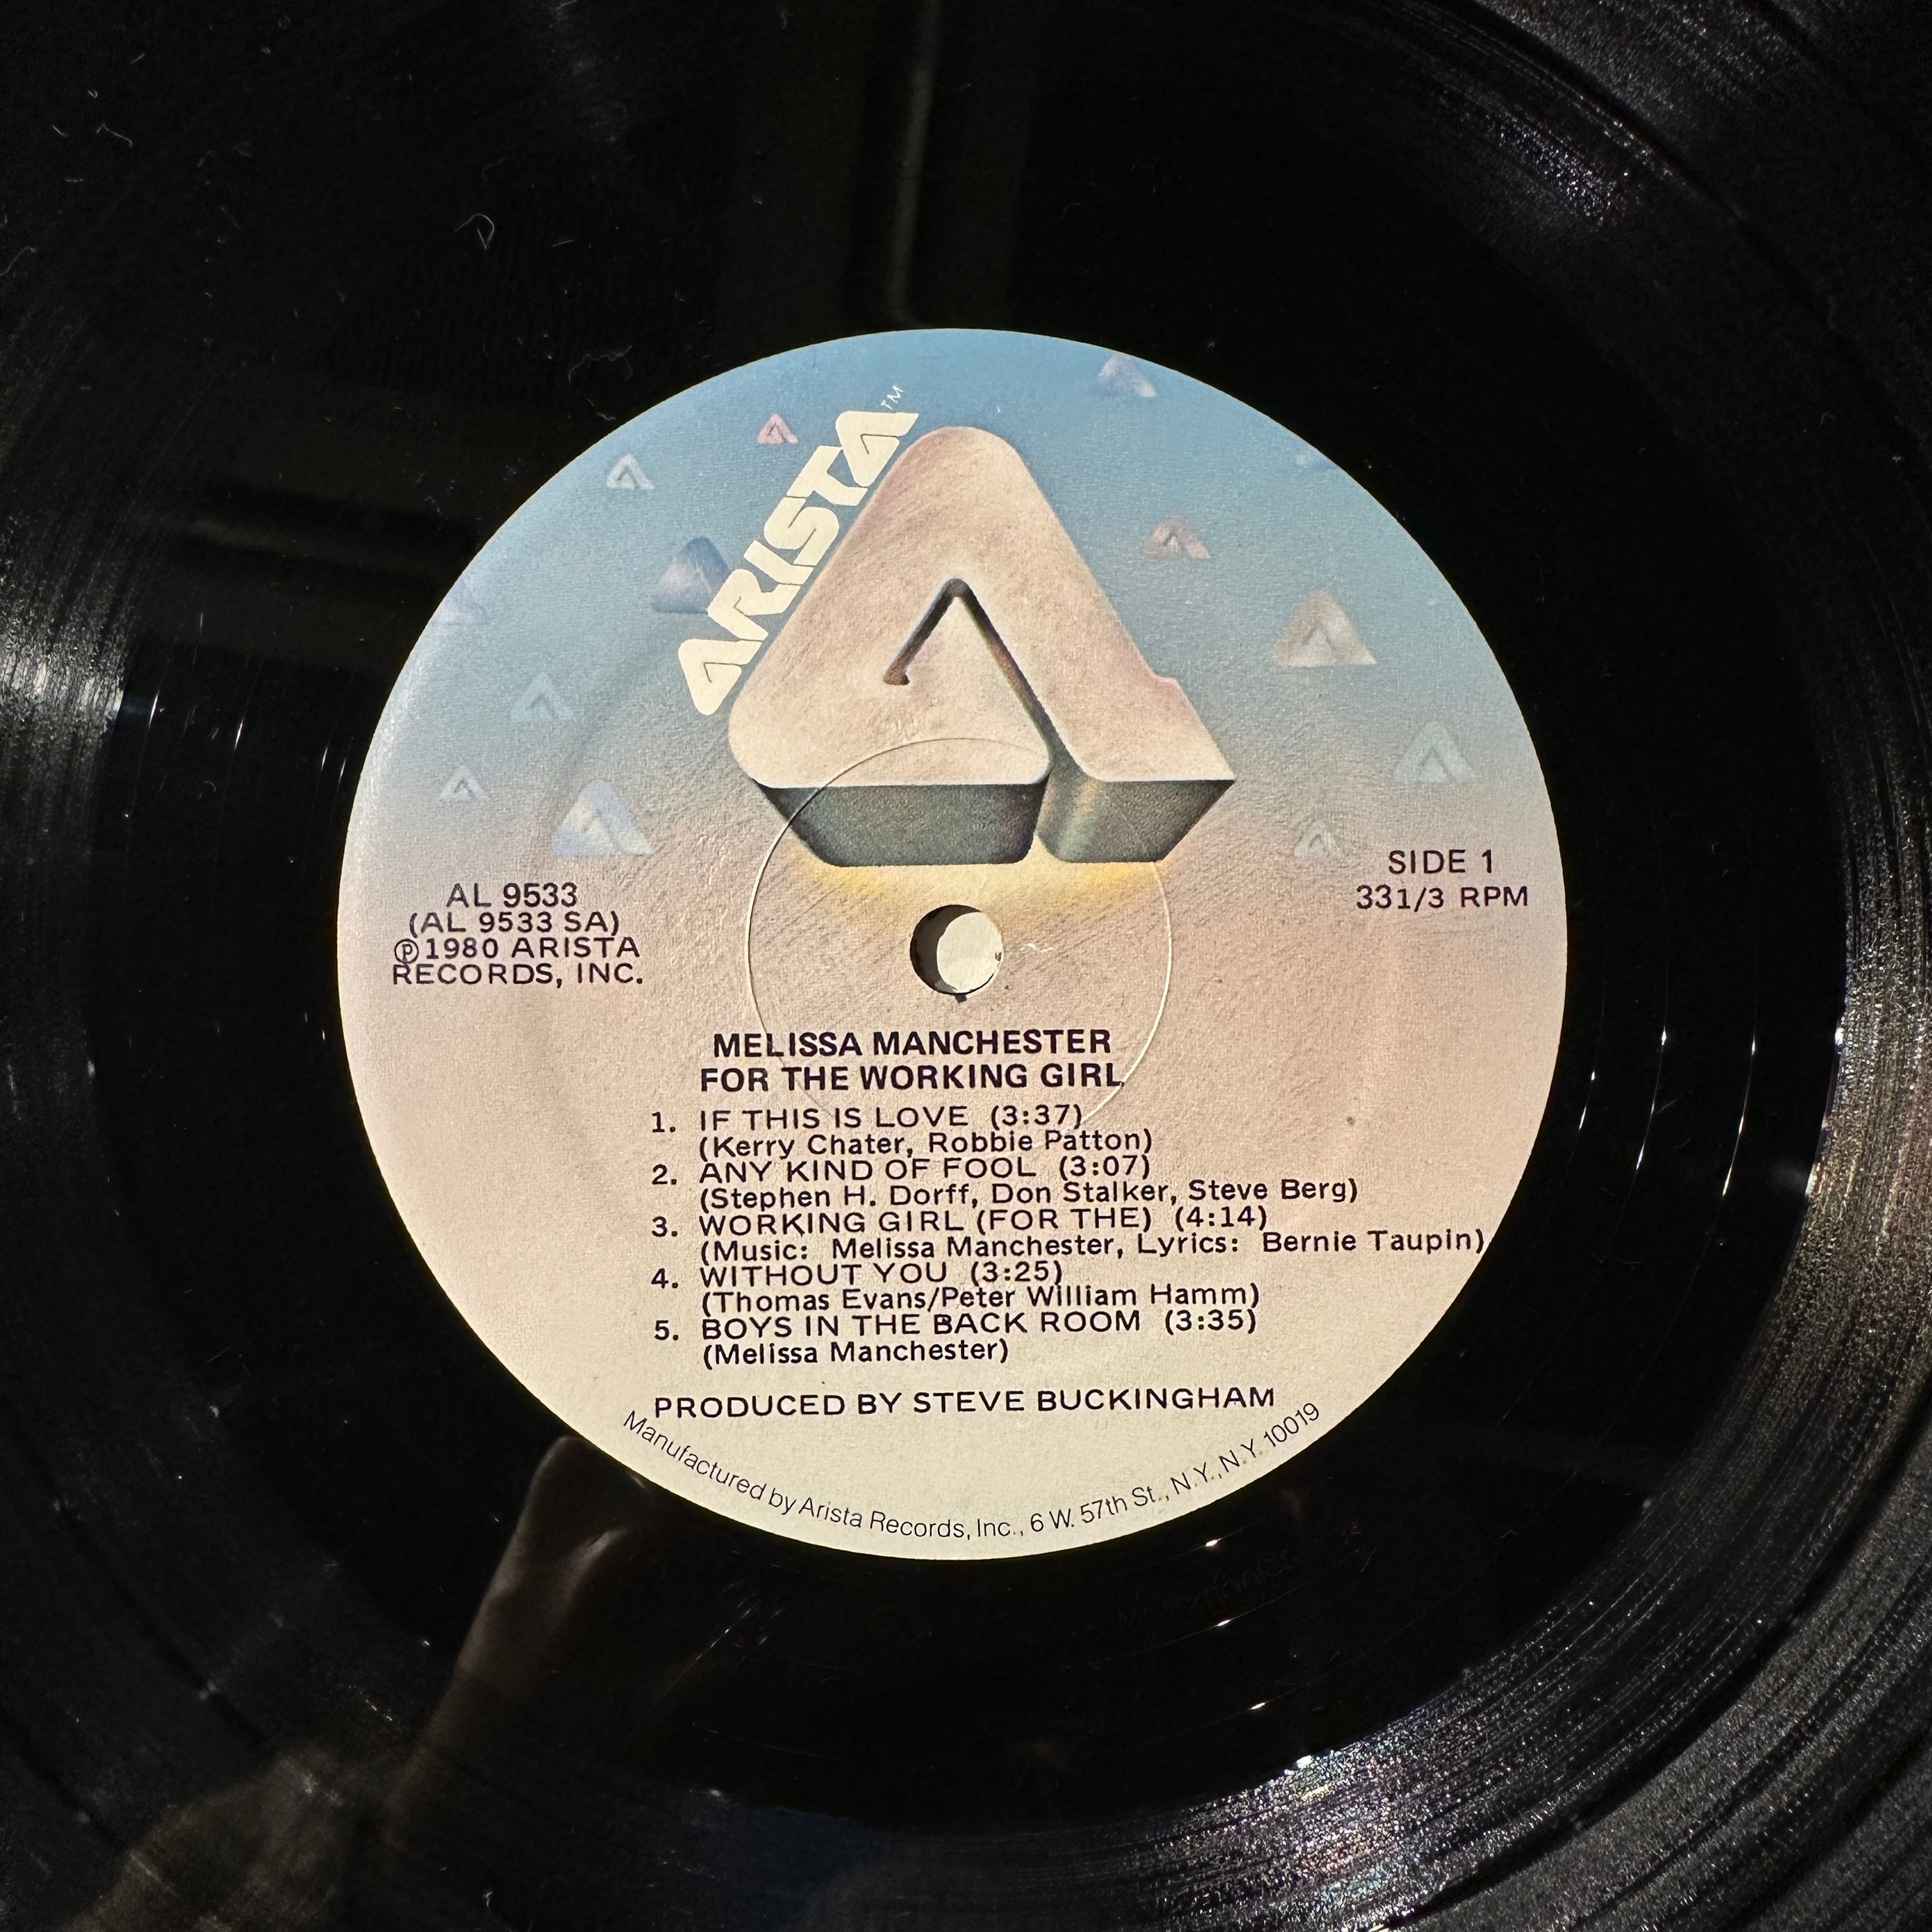 ARISTA™
AL 9533
(AL 9533 SA)
℗1980 ARISTA
RECORDS, INC.
SIDE 1
331/3 RPM
MELISSA MANCHESTER
FOR THE WORKING GIRL
1. IF THIS IS LOVE (3:37)
(Kerry Chater, Robbie Patton)
2. ANY KIND OF FOOL (3:07)
(Stephen H. Dorff, Don Stalker, Steve Berg)
3. WORKING GIRL (FOR THE) (4:14)
(Music: Melissa Manchester, Lyrics: Bernie Taupin)
4. WITHOUT YOU (3:25)
(Thomas Evans/Peter William Hamm)
5. BOYS IN THE BACK ROOM (3:35)
(Melissa Manchester)
PRODUCED BY STEVE BUCKINGHAM
Manufactured by Arista Records, Inc., 6 W. 57th St., N.Y., N.Y. 10019